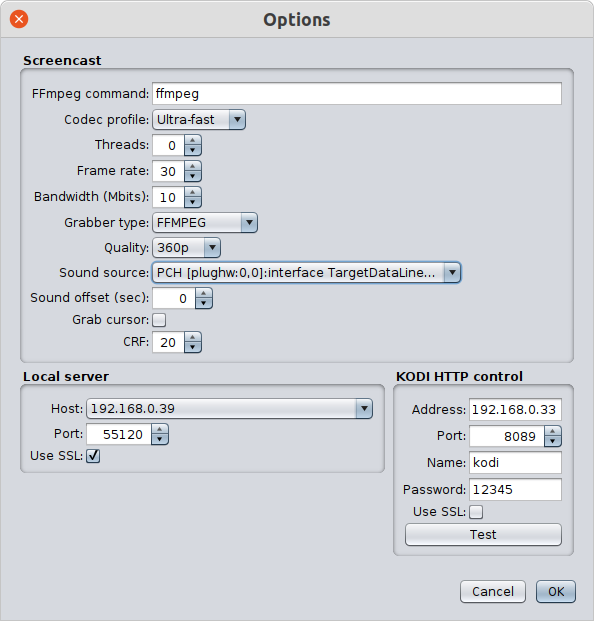 Options
Screencast
FFmpeg command: ffmpeg
Codec profile: Ultra-fast
Threads: 0
Frame rate: 30
Bandwidth (Mbits): 10
Grabber type: FFMPEG
Quality: 360p
Sound source: PCH [plughw:0,0]:interface TargetDataLine...
Sound offset (sec): 0
Grab cursor:
CRF: 20
Local server
Host: 192.168.0.39
Port: 55120
Use SSL:
KODI HTTP control
Address: 192.168.0.33
Port: 8089
Name: kodi
Password: 12345
Use SSL:
Test
Cancel OK